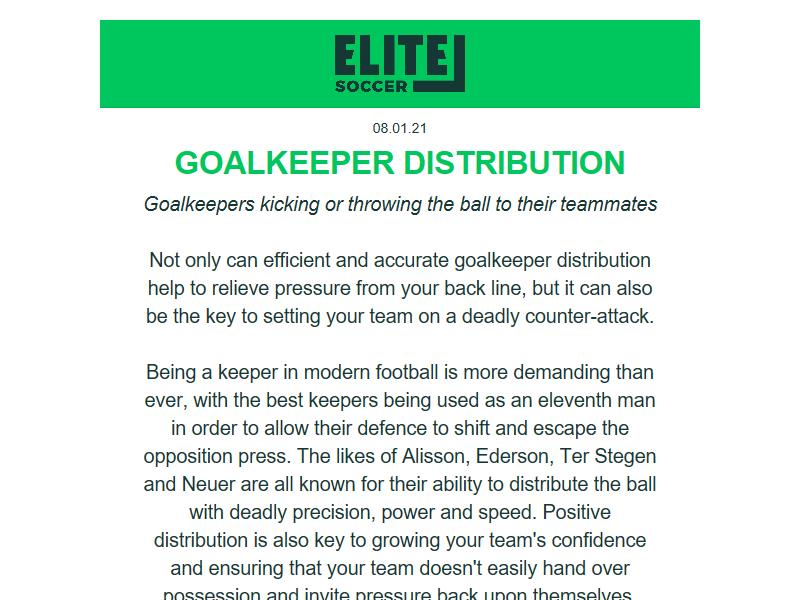 ELITE
SOCCER
08.01.21
GOALKEEPER DISTRIBUTION
Goalkeepers kicking or throwing the ball to their teammates
Not only can efficient and accurate goalkeeper distribution
help to relieve pressure from your back line, but it can also
be the key to setting your team on a deadly counter-attack.
Being a keeper in modern football is more demanding than
ever, with the best keepers being used as an eleventh man
in order to allow their defence to shift and escape the
opposition press. The likes of Alisson, Ederson, Ter Stegen
and Neuer are all known for their ability to distribute the ball
with deadly precision, power and speed. Positive
distribution is also key to growing your team's confidence
and ensuring that your team doesn't easily hand over
possession and invite pressure back upon themselves.